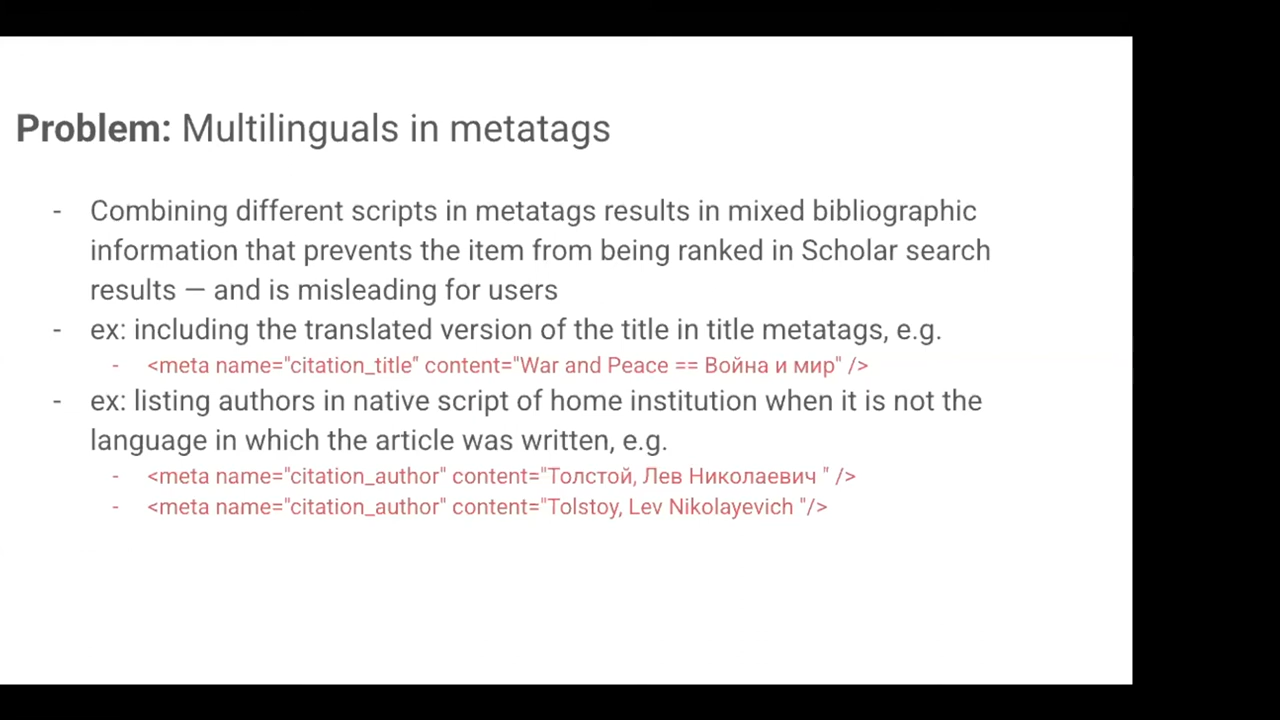 Problem: Multilinguals in metatags
- Combining different scripts in metatags results in mixed bibliographic
information that prevents the item from being ranked in Scholar search
results — and is misleading for users
- ex: including the translated version of the title in title metatags, e.g.
- <meta name="citation_title" content="War and Peace == Война и мир" />
- ex: listing authors in native script of home institution when it is not the
language in which the article was written, e.g.
- <meta name="citation_author" content="Толстой, Лев Николаевич " />
- <meta name="citation_author" content="Tolstoy, Lev Nikolayevich "/>